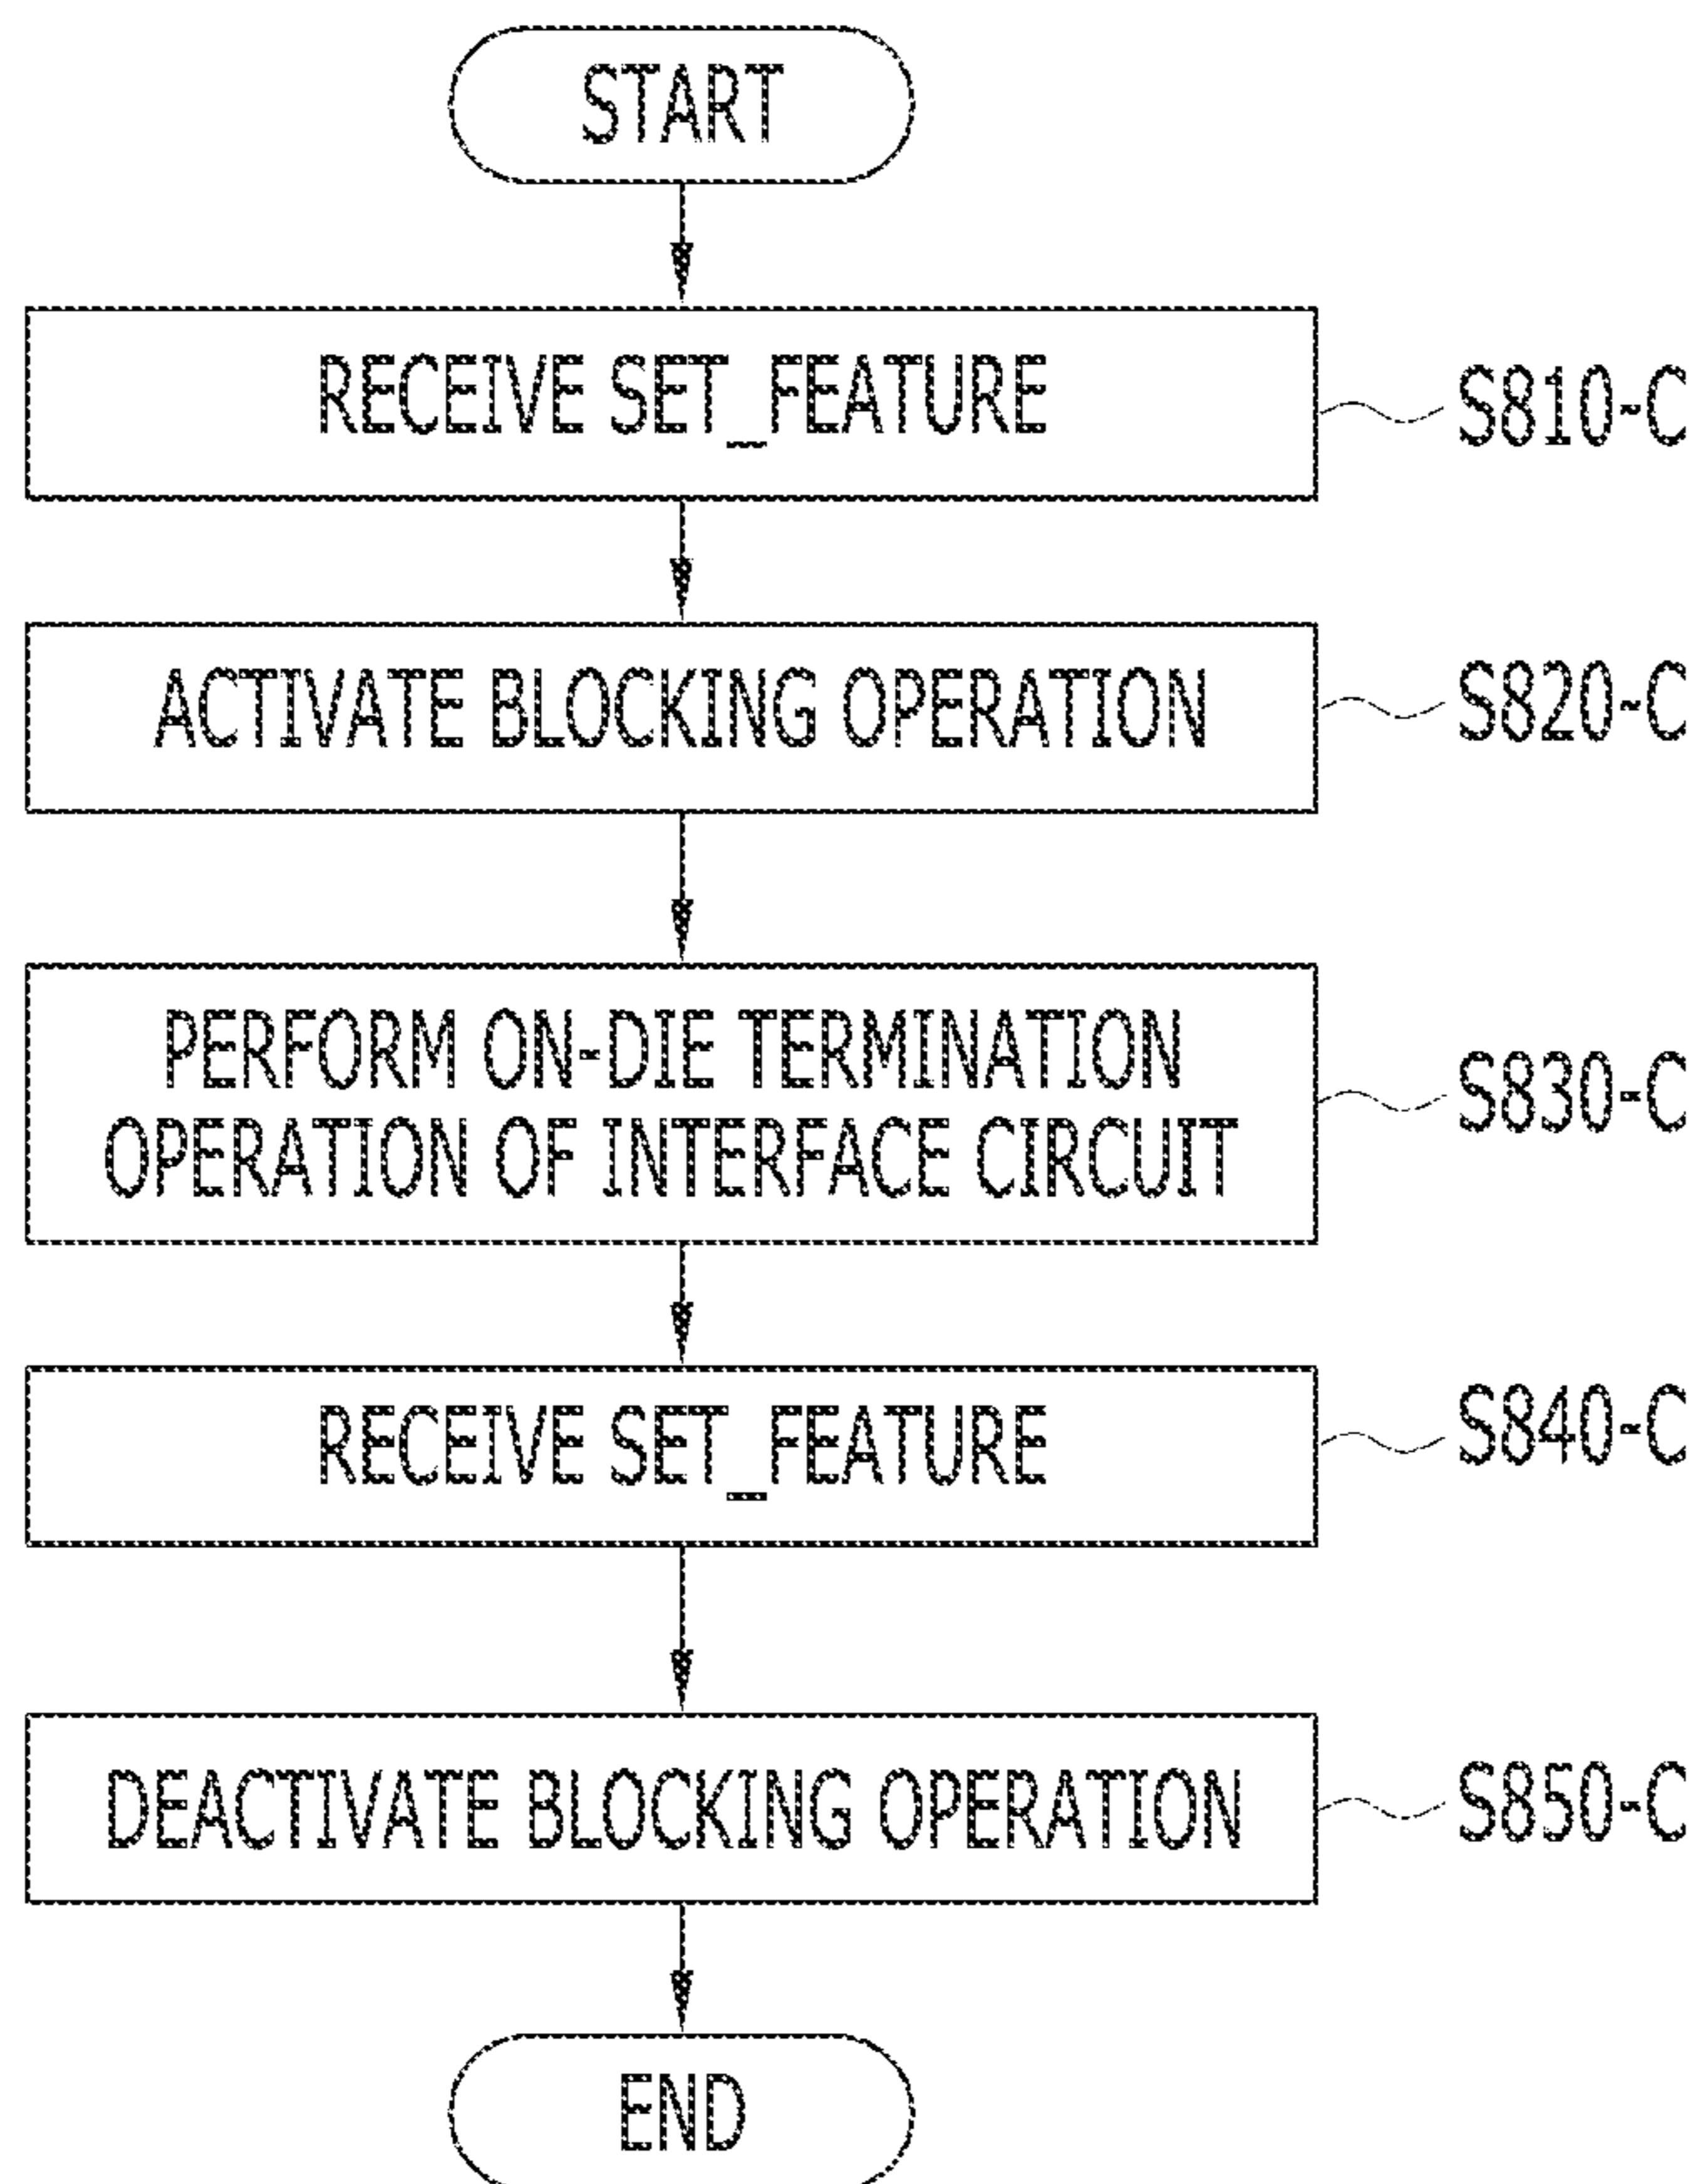 START
RECEIVE SET_FEATURE
S810-C
ACTIVATE BLOCKING OPERATION
S820-C
PERFORM ON-DIE TERMINATION
OPERATION OF INTERFACE CIRCUIT
S830-C
RECEIVE SET_FEATURE
S840-C
DEACTIVATE BLOCKING OPERATION
S850-C
END